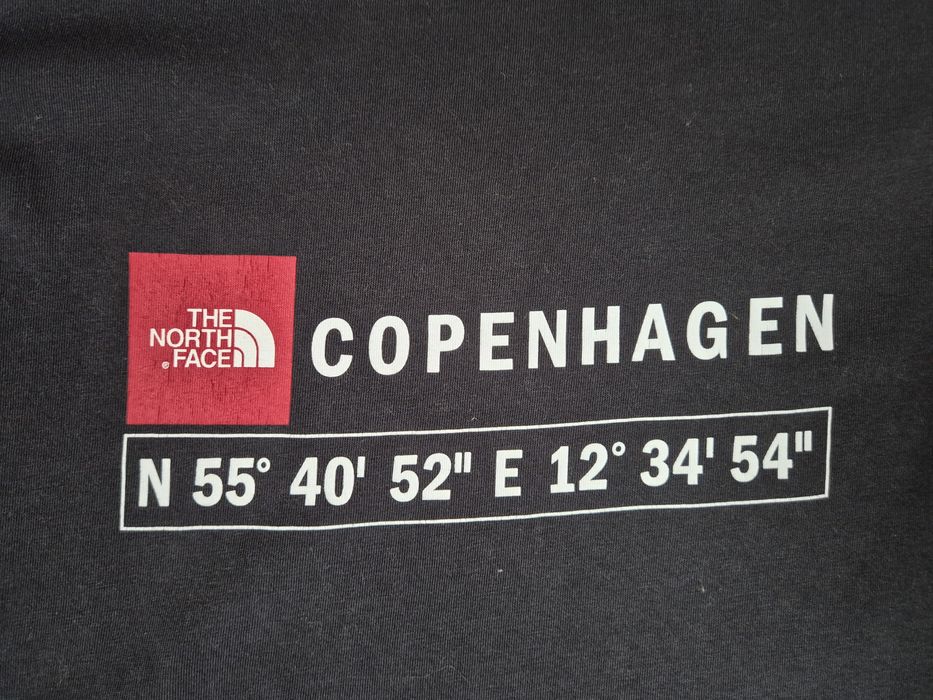 THE
NORTH
FACE
®
COPENHAGEN
N 55° 40' 52" E 12° 34' 54"